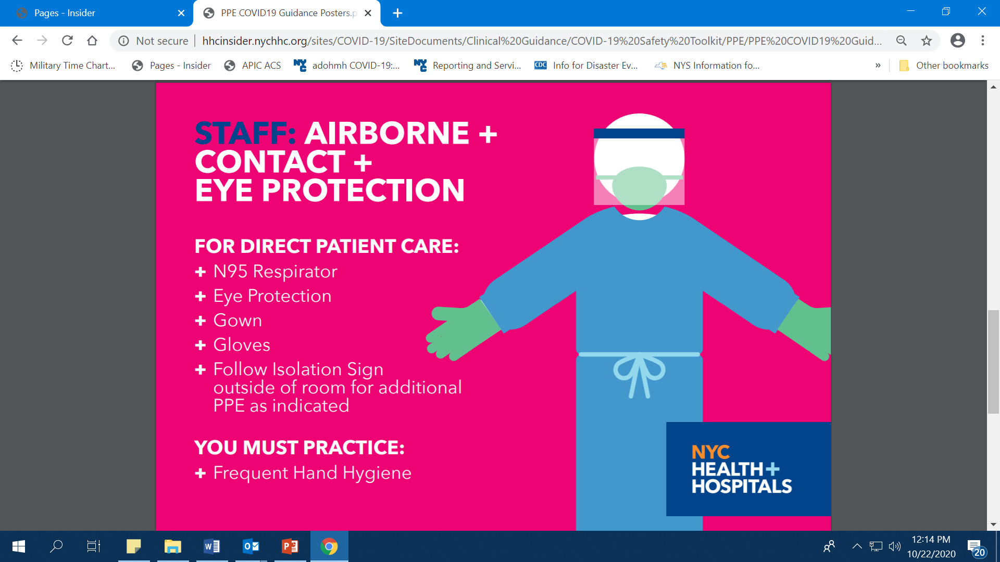 Pages - Insider
PPE COVID19 Guidance Posters.p
Not secure
hhcinsider.nychhc.org/sites/COVID-19/SiteDocuments/Clinical%20Guidance/COVID-19%20Safety%20Toolkit/PPE/PPE%20COVID19%20Guid...
Military Time Chart...
Pages - Insider
APIC ACS
NYC
adohmh COVID-19:...
NYC
Reporting and Servi...
CDC
Info for Disaster Ev...
NYS Information fo...
»
Other bookmarks
STAFF: AIRBORNE +
CONTACT +
EYE PROTECTION
FOR DIRECT PATIENT CARE:
+ N95 Respirator
+ Eye Protection
+ Gown
+ Gloves
+ Follow Isolation Sign
outside of room for additional
PPE as indicated
YOU MUST PRACTICE:
+ Frequent Hand Hygiene
NYC
HEALTH+
HOSPITALS
12:14 PM
10/22/2020
20